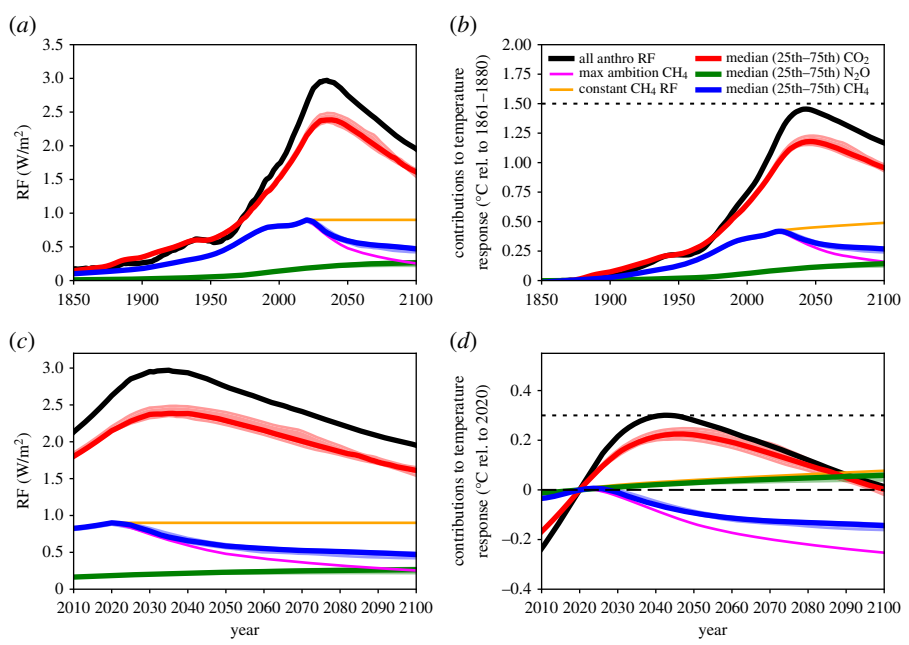 (a)
RF (W/m²)
3.5
3.0
2.5
2.0
1.5
1.0
0.5
0
1850
1900
1950
2000
2050
2100
(b)
contributions to temperature
response (°C rel. to 1861–1880)
2.00
1.75
1.50
1.25
1.00
0.75
0.50
0.25
0
all anthro RF
max ambition CH₄
constant CH₄ RF
median (25th–75th) CO₂
median (25th–75th) N₂O
median (25th–75th) CH₄
1850
1900
1950
2000
2050
2100
(c)
RF (W/m²)
3.0
2.5
2.0
1.5
1.0
0.5
0
2010 2020 2030 2040 2050 2060 2070 2080 2090 2100
year
(d)
contributions to temperature
response (°C rel. to 2020)
0.4
0.2
0
−0.2
−0.4
2010 2020 2030 2040 2050 2060 2070 2080 2090 2100
year